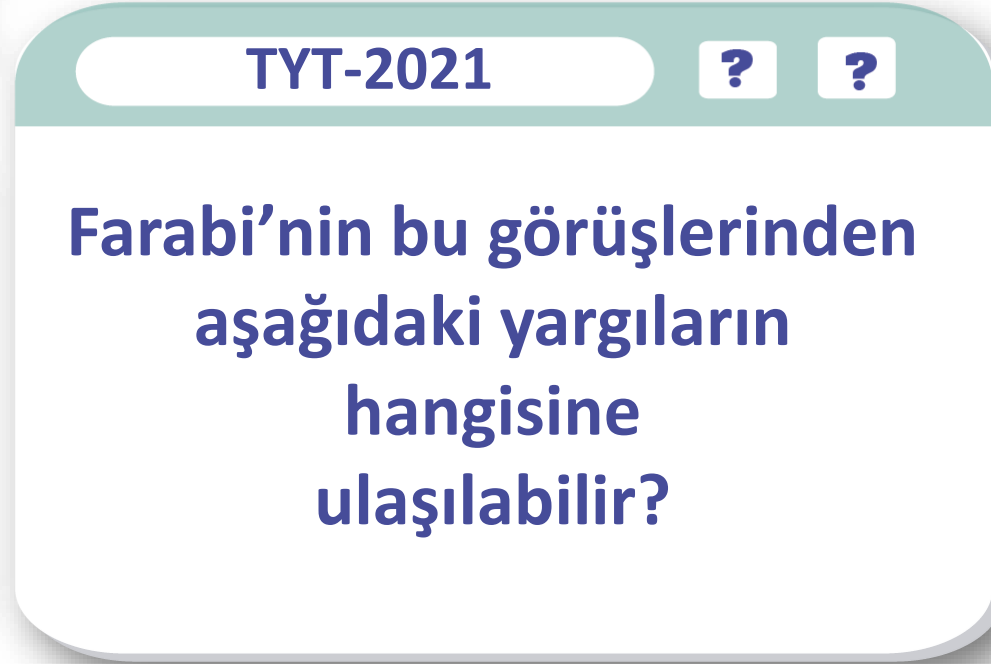 TYT-2021
?
?
Farabi’nin bu görüşlerinden
aşağıdaki yargıların
hangisine
ulaşılabilir?